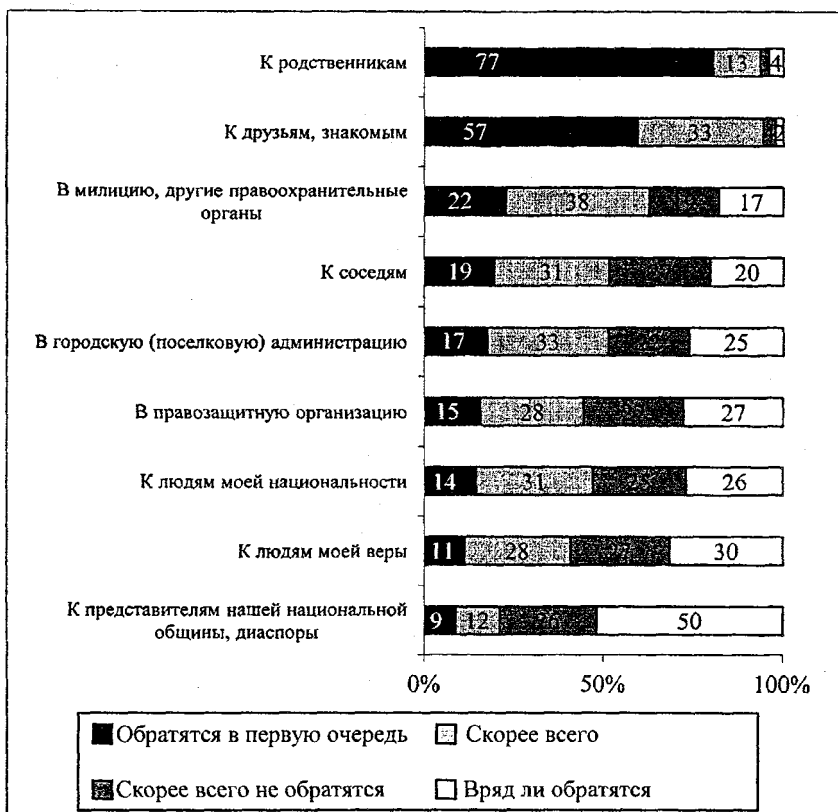 К родственникам
77 13 4
К друзьям, знакомым
57 33 2
В милицию, другие правоохранительные
органы
22 38 17
К соседям
19 31 20
В городскую (поселковую) администрацию
17 33 25
В правозащитную организацию
15 28 27
К людям моей национальности
14 31 26
К людям моей веры
11 28 30
К представителям нашей национальной
общины, диаспоры
9 12 50
0% 50% 100%
Обратятся в первую очередь Скорее всего
Скорее всего не обратятся Вряд ли обратятся